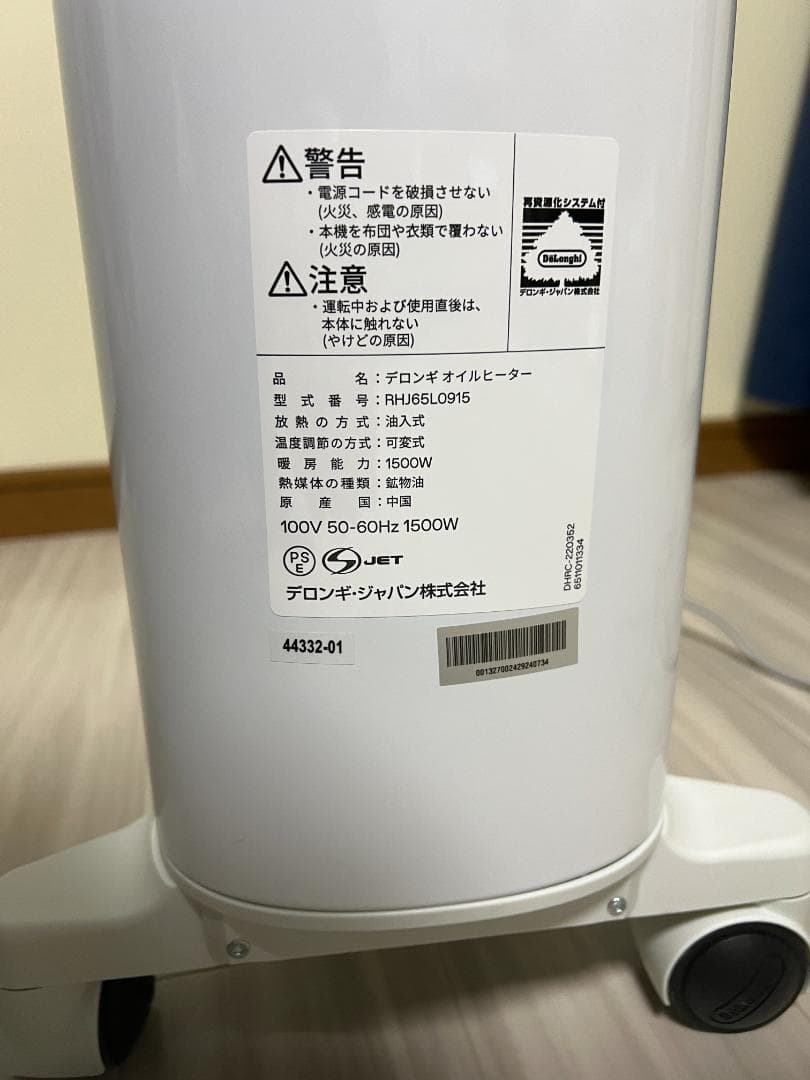 警告
・電源コードを破損させない
(火災、感電の原因)
・本機を布団や衣類で覆わない
(火災の原因)
注意
・運転中および使用直後は、
本体に触れない
(やけどの原因)
再資源化システム付
DeLonghi
デロンギ・ジャパン株式会社
品名：デロンギ オイルヒーター
型式番号：RHJ65L0915
放熱の方式：油入式
温度調節の方式：可変式
暖房能力：1500W
熱媒体の種類：鉱物油
原産国：中国
100V 50-60Hz 1500W
PS
E
S JET
デロンギ・ジャパン株式会社
DHRC-220352
6511011334
44332-01
001327002429240734
DeLonghi